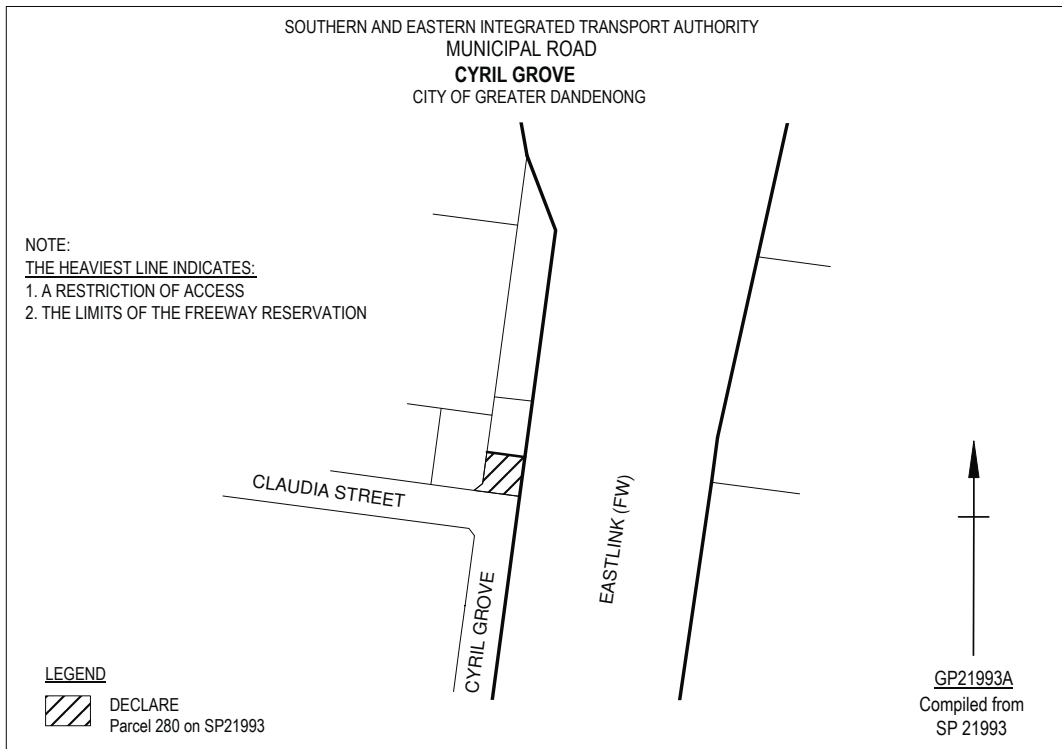 SOUTHERN AND EASTERN INTEGRATED TRANSPORT AUTHORITY
MUNICIPAL ROAD
CYRIL GROVE
CITY OF GREATER DANDENONG
NOTE:
THE HEAVIEST LINE INDICATES:
1. A RESTRICTION OF ACCESS
2. THE LIMITS OF THE FREEWAY RESERVATION
CLAUDIA STREET
EASTLINK (FW)
CYRIL GROVE
LEGEND
DECLARE
Parcel 280 on SP21993
GP21993A
Compiled from
SP 21993